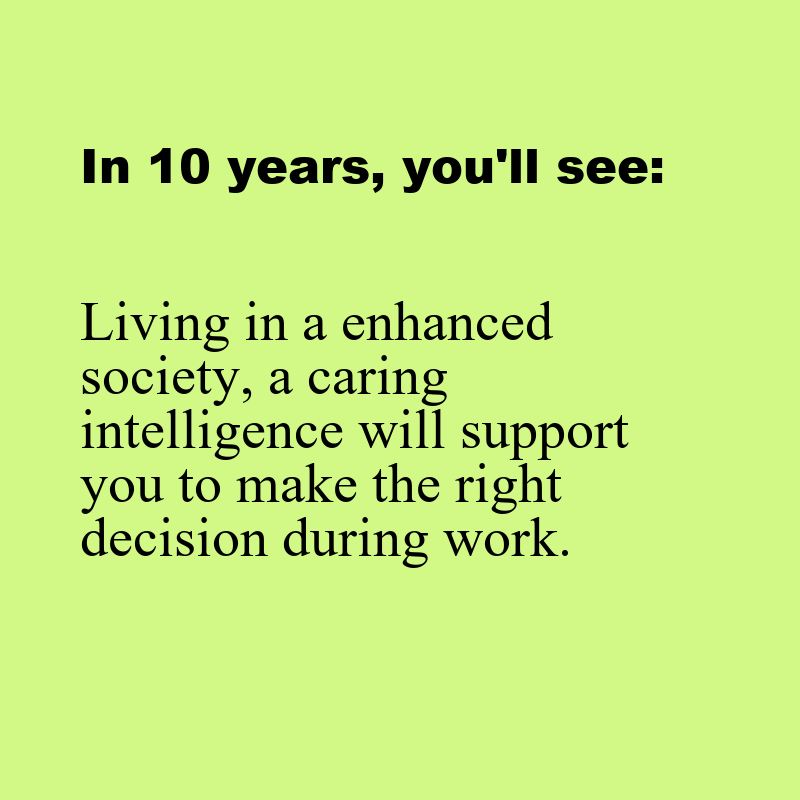 In 10 years, you'll see:
Living in a enhanced
society, a caring
intelligence will support
you to make the right
decision during work.